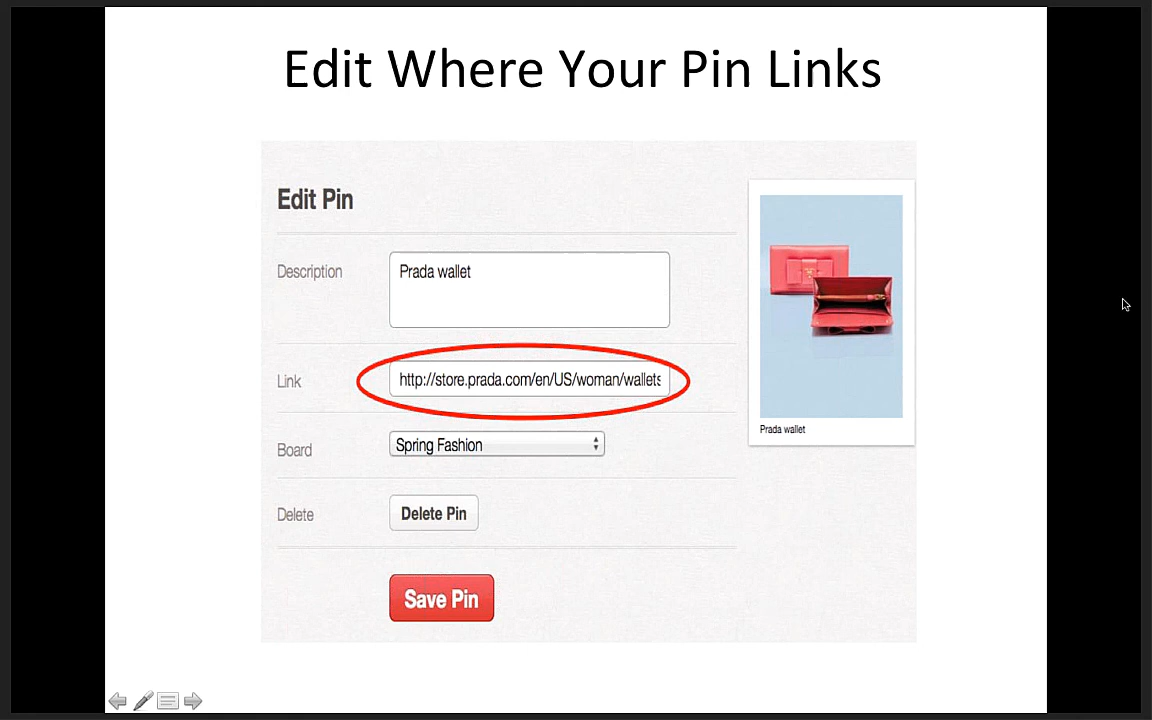 Edit Where Your Pin Links
Edit Pin
Description
Prada wallet
Link
http://store.prada.com/en/US/woman/wallets
Board
Spring Fashion
Delete
Delete Pin
Save Pin
Prada wallet